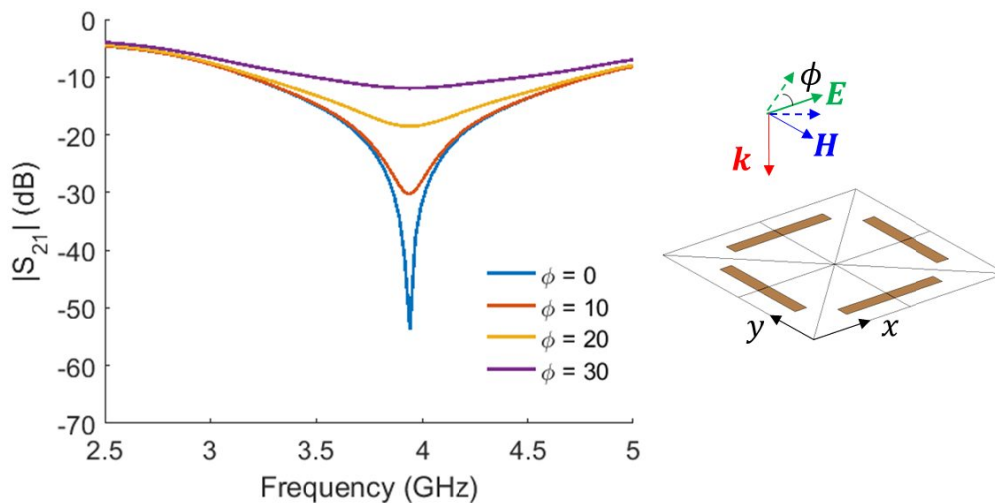 0
-10
-20
-30
-40
-50
-60
-70
|S21| (dB)
2.5 3 3.5 4 4.5 5
Frequency (GHz)
ϕ = 0
ϕ = 10
ϕ = 20
ϕ = 30
ϕ
E
H
k
y x